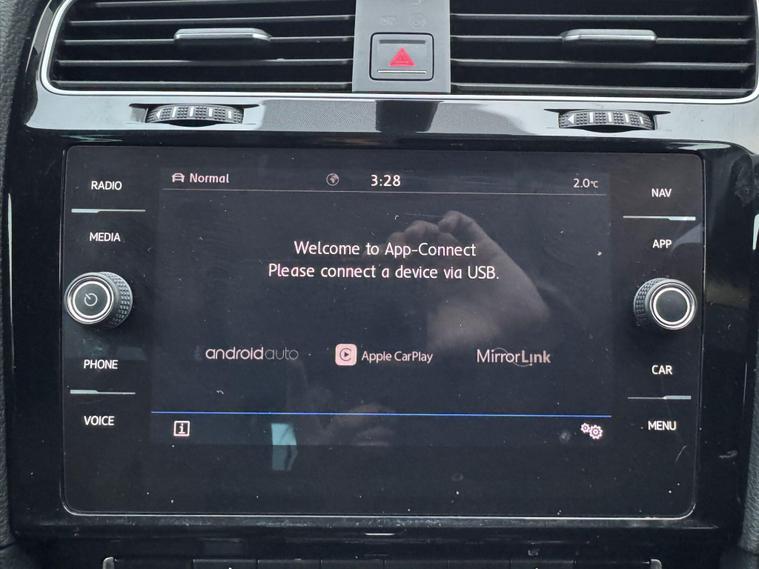 RADIO
MEDIA
PHONE
VOICE
Normal
3:28
2.0°C
Welcome to App-Connect
Please connect a device via USB.
androidauto
Apple CarPlay
MirrorLink
i
NAV
APP
CAR
MENU